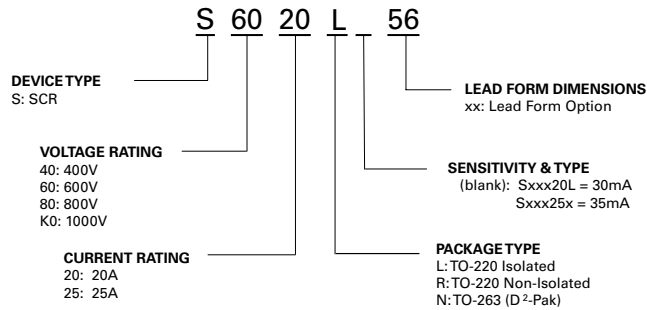 S 60 20 L _ 56
DEVICE TYPE
S: SCR
LEAD FORM DIMENSIONS
xx: Lead Form Option
VOLTAGE RATING
40: 400V
60: 600V
80: 800V
K0: 1000V
SENSITIVITY & TYPE
(blank): Sxxx20L = 30mA
Sxxx25x = 35mA
CURRENT RATING
20: 20A
25: 25A
PACKAGE TYPE
L: TO-220 Isolated
R: TO-220 Non-Isolated
N: TO-263 (D²-Pak)